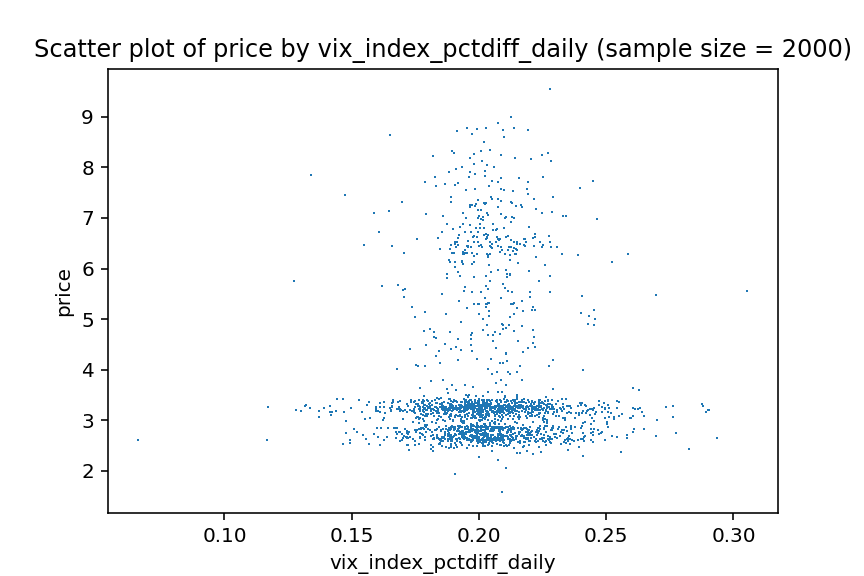 Scatter plot of price by vix_index_pctdiff_daily (sample size = 2000)
9
8
7
6
5
4
3
2
price
0.10 0.15 0.20 0.25 0.30
vix_index_pctdiff_daily